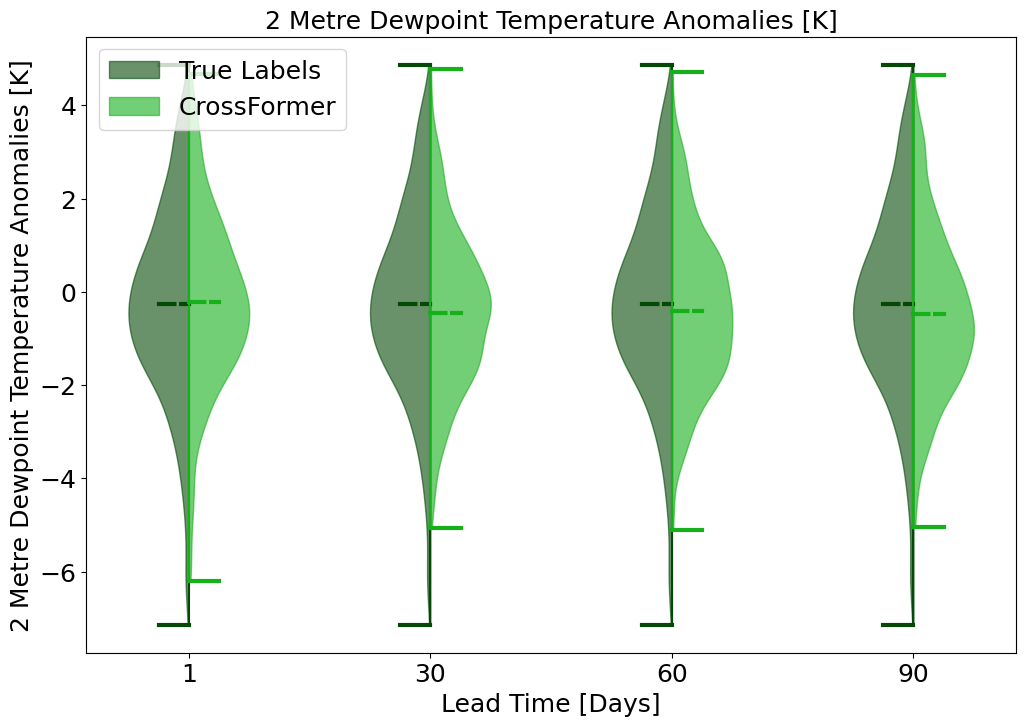 2 Metre Dewpoint Temperature Anomalies [K]
True Labels
CrossFormer
2 Metre Dewpoint Temperature Anomalies [K]
4
2
0
−2
−4
−6
1 30 60 90
Lead Time [Days]